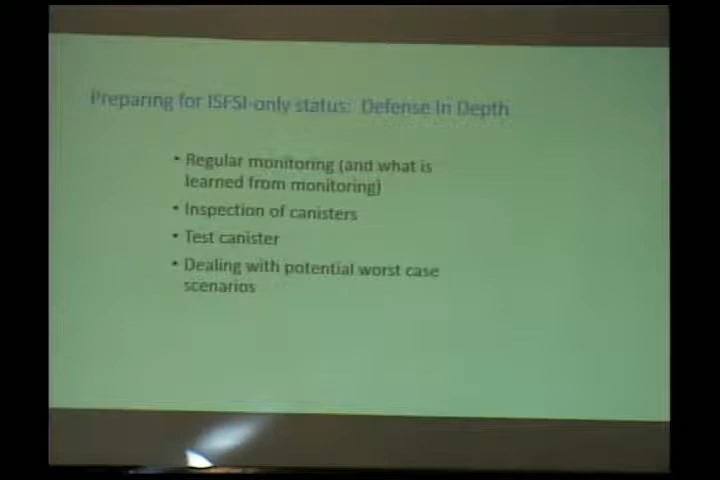 Preparing for ISFSI-only status: Defense In Depth
• Regular monitoring (and what is
learned from monitoring)
• Inspection of canisters
• Test canister
• Dealing with potential worst case
scenarios